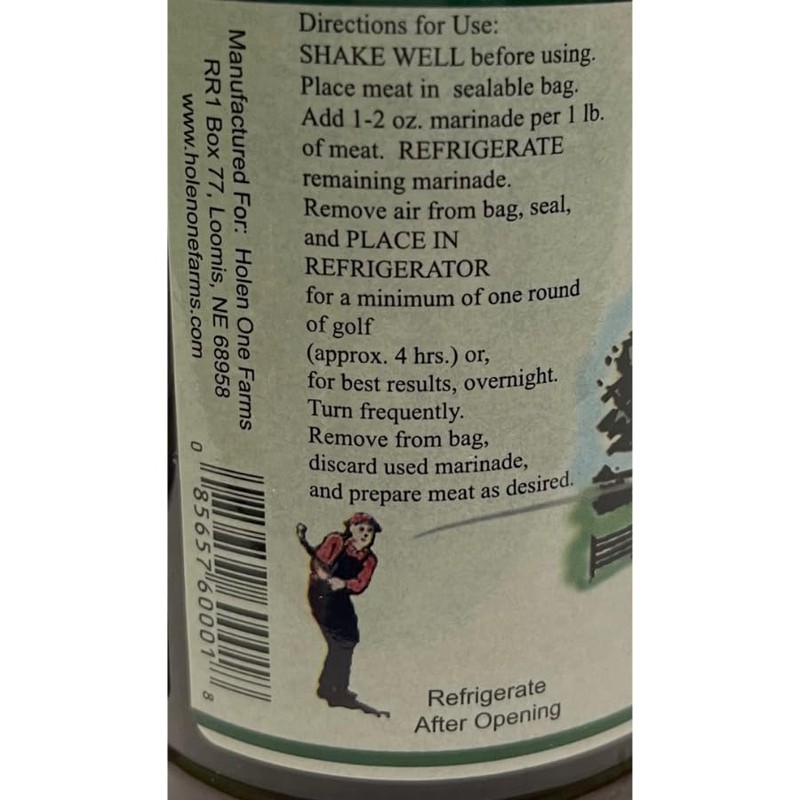 Directions for Use:
SHAKE WELL before using.
Place meat in sealable bag.
Add 1-2 oz. marinade per 1 lb.
of meat. REFRIGERATE
remaining marinade.
Remove air from bag, seal,
and PLACE IN
REFRIGERATOR
for a minimum of one round
of golf
(approx. 4 hrs.) or,
for best results, overnight.
Turn frequently.
Remove from bag,
discard used marinade,
and prepare meat as desired.
Refrigerate
After Opening
Manufactured For: Holen One Farms
RR1 Box 77, Loomis, NE 68958
www.holenonefarms.com
0 85657 60001 8